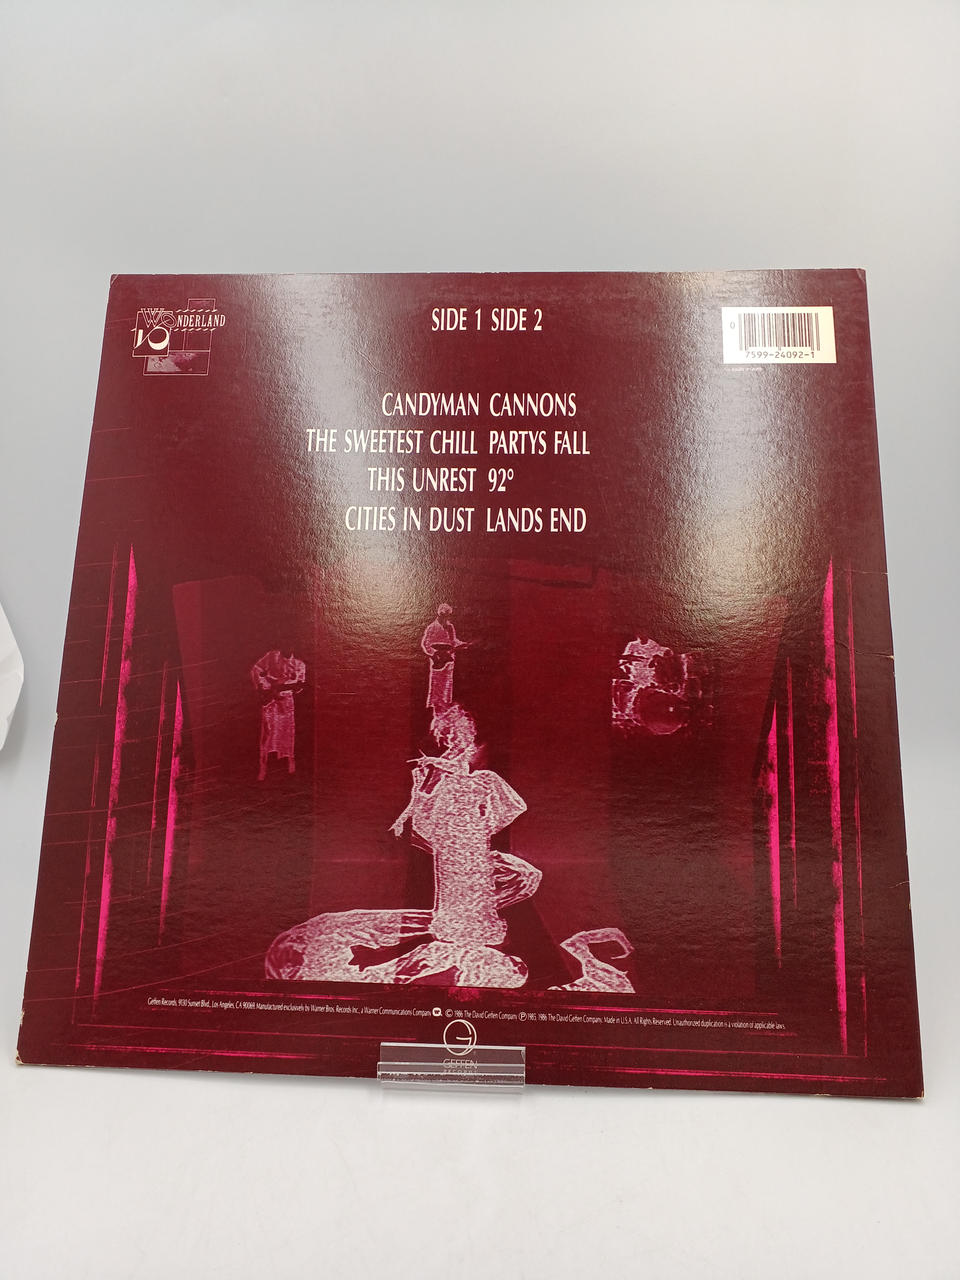 WONDERLAND
SIDE 1 SIDE 2
0
7599-24092-1
CANDYMAN CANNONS
THE SWEETEST CHILL PARTYS FALL
THIS UNREST 92º
CITIES IN DUST LANDS END
Geffen Records, 9130 Sunset Blvd., Los Angeles, CA 90069. Manufactured exclusively by Warner Bros. Records Inc., a Warner Communications Company. © 1986 The David Geffen Company ℗ 1985, 1986 The David Geffen Company. Made in U.S.A. All Rights Reserved. Unauthorized duplication is a violation of applicable laws.
GEFFEN